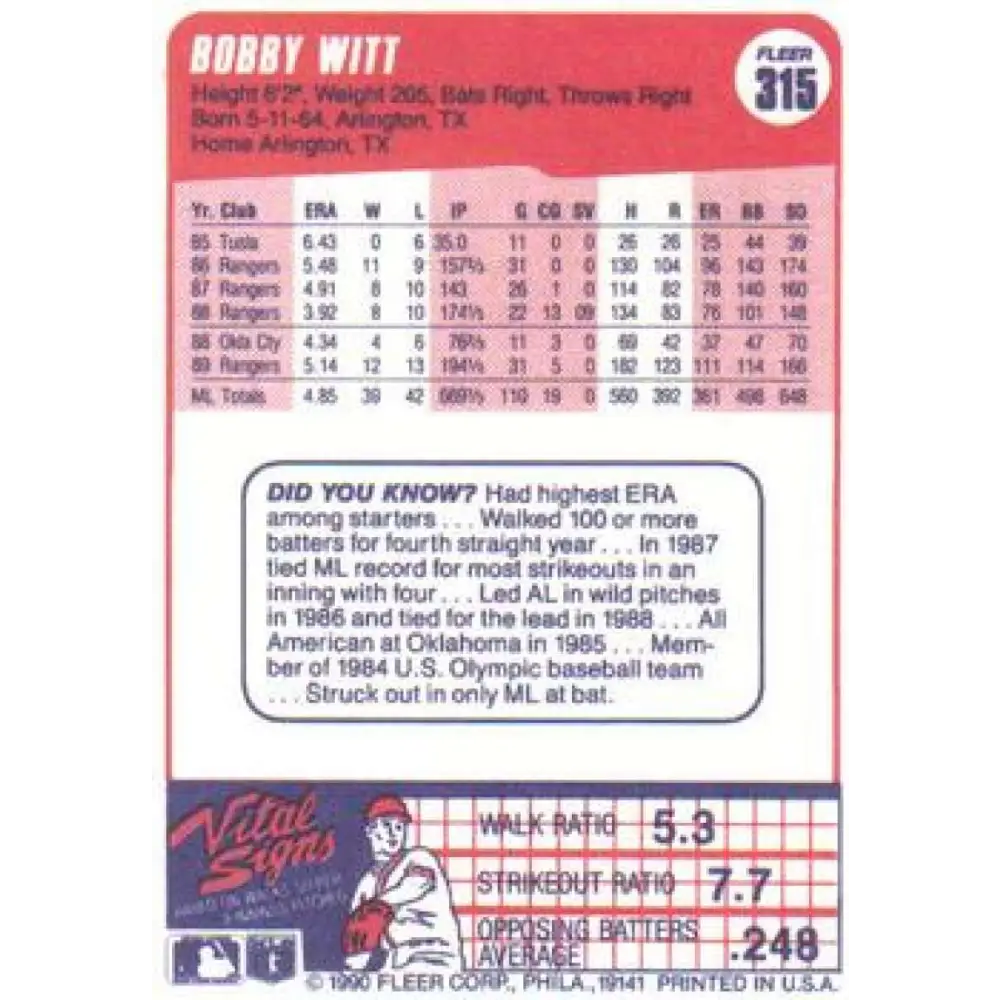 BOBBY WITT
FLEER
315
Height 6'2", Weight 205, Bats Right, Throws Right
Born 5-11-64, Arlington, TX
Home Arlington, TX
Yr. Club ERA W L IP G CG SV H R ER BB SO
85 Tulsa 6.43 0 6 35.0 11 0 0 26 26 25 44 39
86 Rangers 5.48 11 9 157⅔ 31 0 0 130 104 96 143 174
87 Rangers 4.91 8 10 143 26 1 0 114 82 78 140 160
88 Rangers 3.92 8 10 174⅓ 22 13 09 134 83 76 101 148
88 Okla Cty 4.34 4 6 76⅔ 11 3 0 69 42 37 47 70
89 Rangers 5.14 12 13 194⅓ 31 5 0 182 123 111 114 166
ML Totals 4.85 39 42 669⅓ 110 19 0 560 392 361 498 648
DID YOU KNOW? Had highest ERA
among starters . . . Walked 100 or more
batters for fourth straight year . . . In 1987
tied ML record for most strikeouts in an
inning with four . . . Led AL in wild pitches
in 1986 and tied for the lead in 1988 . . . All
American at Oklahoma in 1985 . . . Mem-
ber of 1984 U.S. Olympic baseball team
. . . Struck out in only ML at bat.
Vital
Signs
WALK RATIO 5.3
STRIKEOUT RATIO 7.7
OPPOSING BATTERS
AVERAGE .248
© 1990 FLEER CORP., PHILA., 19141 PRINTED IN U.S.A.